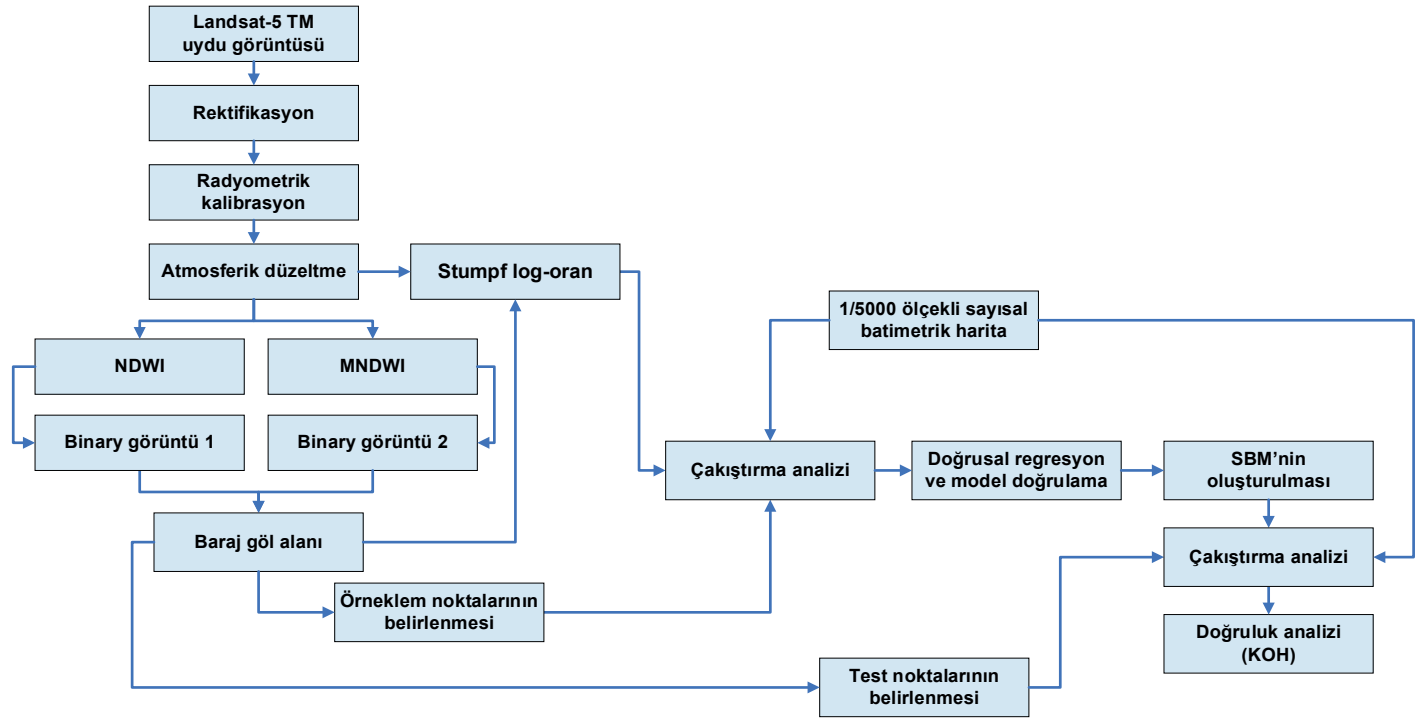 Landsat-5 TM
uydu görüntüsü
Rektifikasyon
Radyometrik
kalibrasyon
Atmosferik düzeltme
Stumpf log-oran
1/5000 ölçekli sayısal
batimetrik harita
NDWI
MNDWI
Binary görüntü 1
Binary görüntü 2
Çakıştırma analizi
Doğrusal regresyon
ve model doğrulama
SBM’nin
oluşturulması
Baraj göl alanı
Çakıştırma analizi
Örneklem noktalarının
belirlenmesi
Doğruluk analizi
(KOH)
Test noktalarının
belirlenmesi